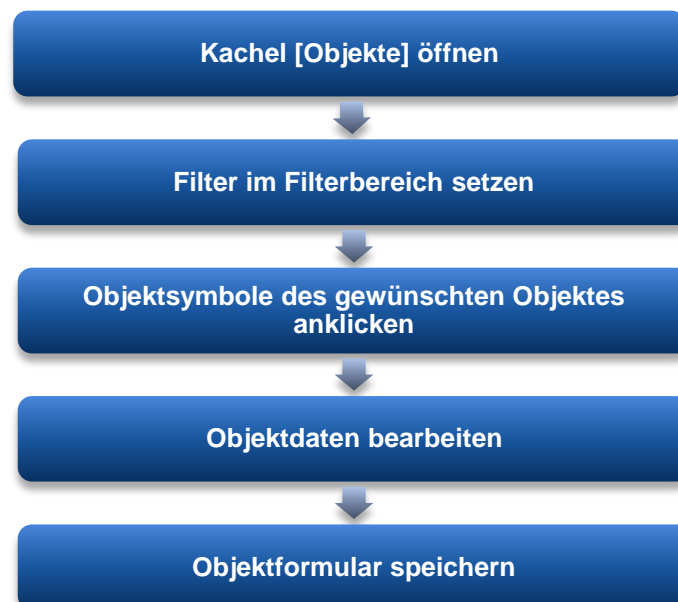 Kachel [Objekte] öffnen
Filter im Filterbereich setzen
Objektsymbole des gewünschten Objektes
anklicken
Objektdaten bearbeiten
Objektformular speichern